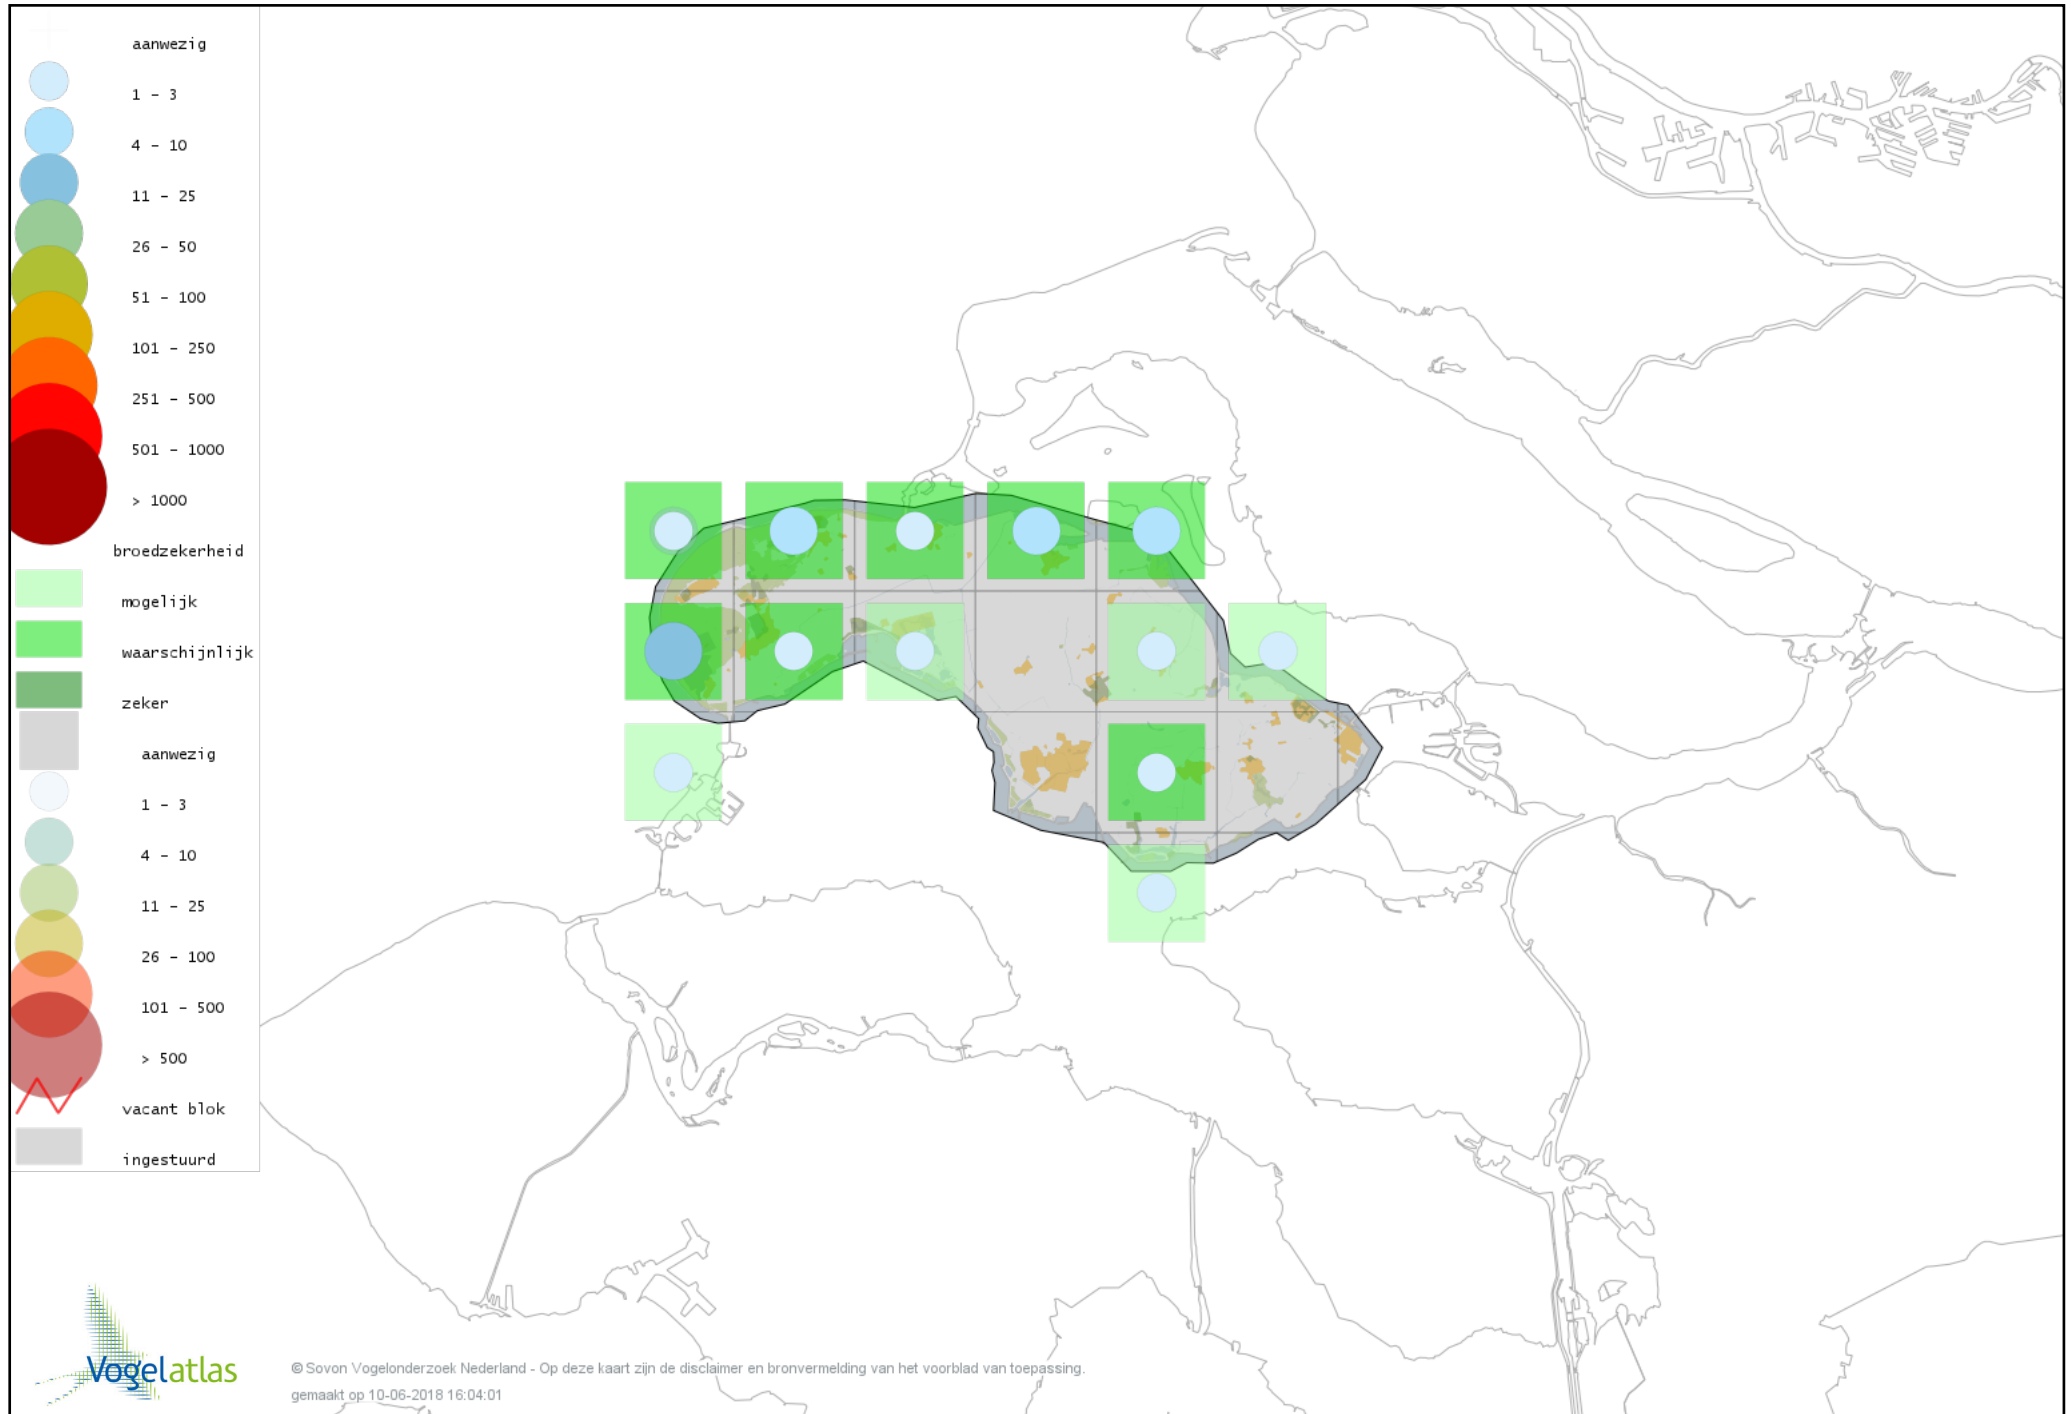 aanwezig
1 - 3
4 - 10
11 - 25
26 - 50
51 - 100
101 - 250
251 - 500
501 - 1000
> 1000
broedzekerheid
mogelijk
waarschijnlijk
zeker
aanwezig
1 - 3
4 - 10
11 - 25
26 - 100
101 - 500
> 500
vacant blok
ingestuurd
Vogelatlas
© Sovon Vogelonderzoek Nederland - Op deze kaart zijn de disclaimer en bronvermelding van het voorblad van toepassing.
gemaakt op 10-06-2018 16:04:01